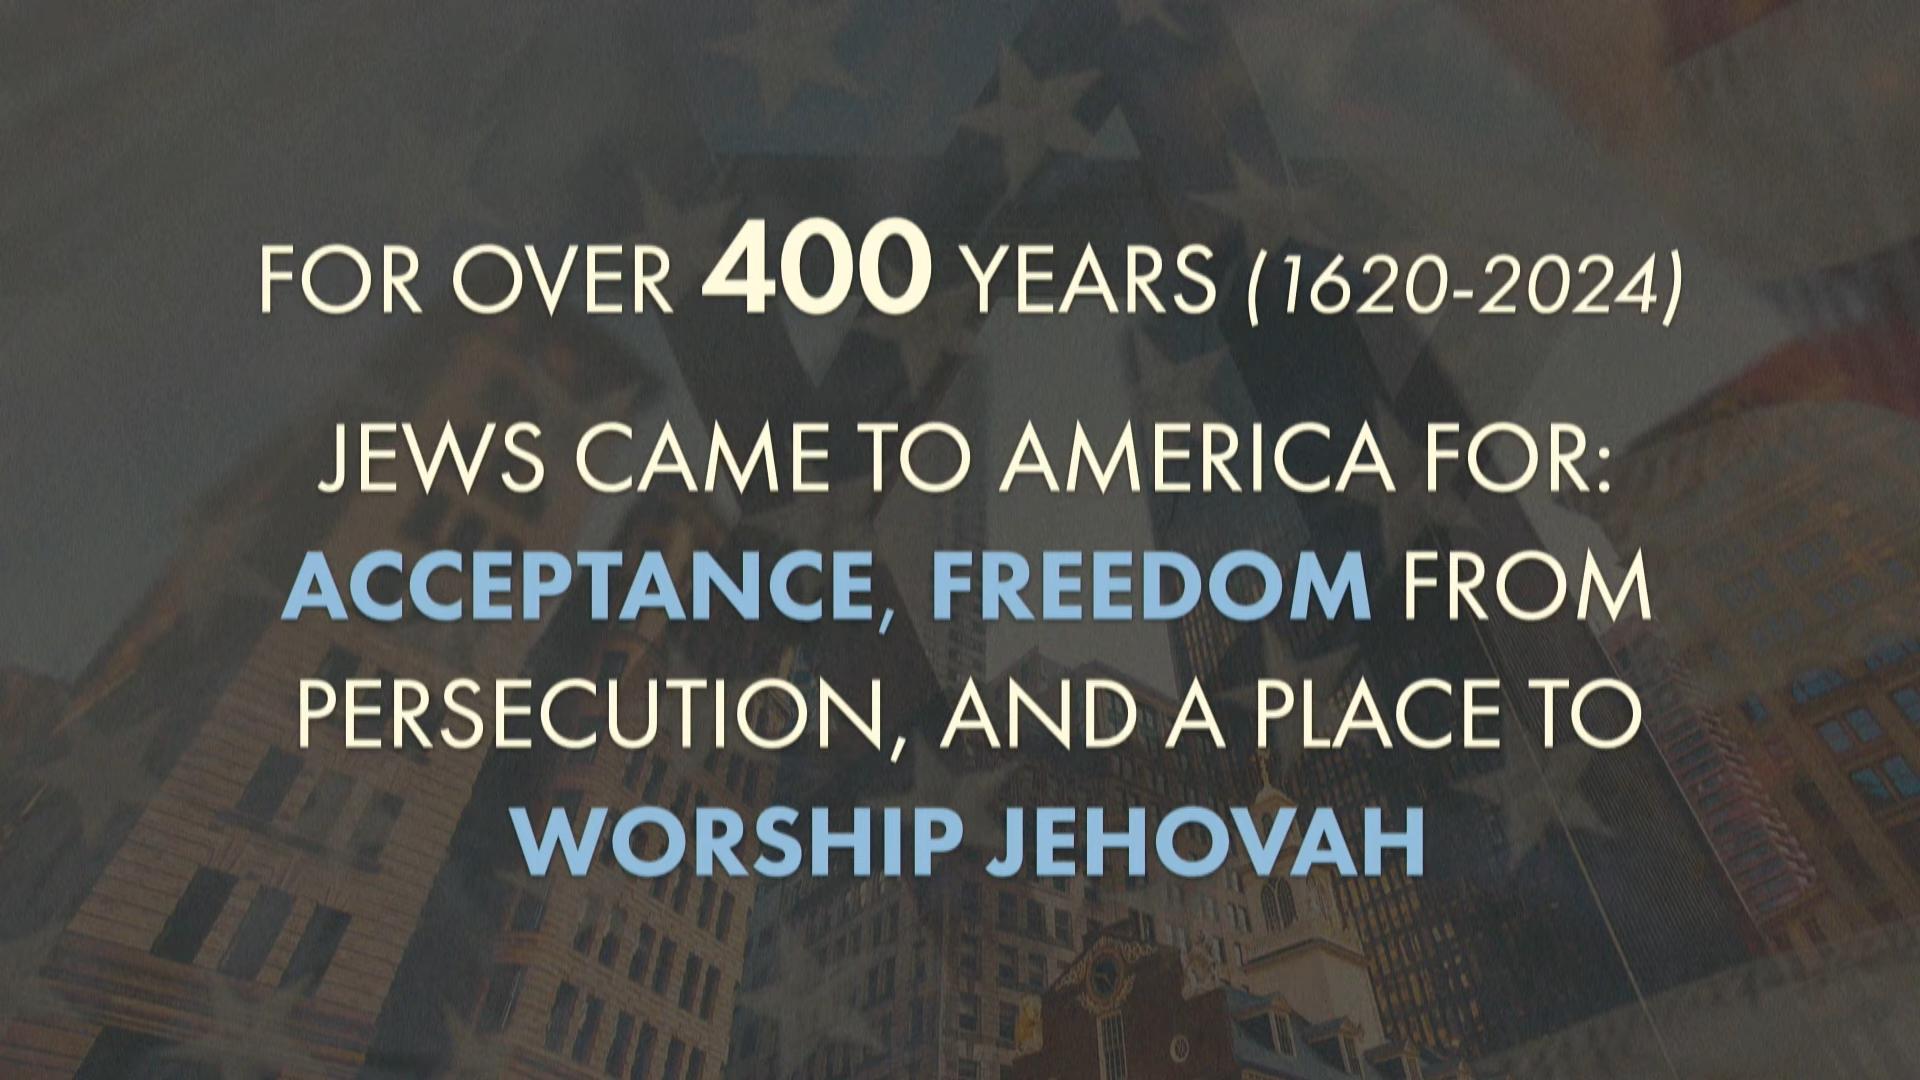 FOR OVER 400 YEARS (1620-2024)
JEWS CAME TO AMERICA FOR:
ACCEPTANCE, FREEDOM FROM
PERSECUTION, AND A PLACE TO
WORSHIP JEHOVAH